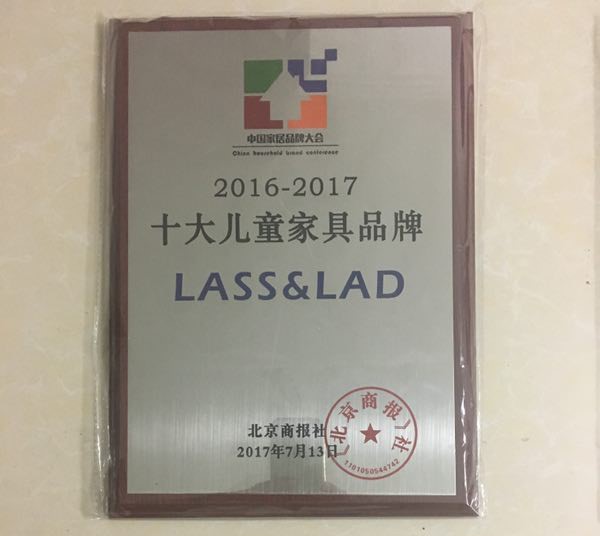 中国家居品牌大会
China household brand conference
2016-2017
十大儿童家具品牌
LASS&LAD
北京商报社
2017年7月13日
《北京商报》社
1101050544742